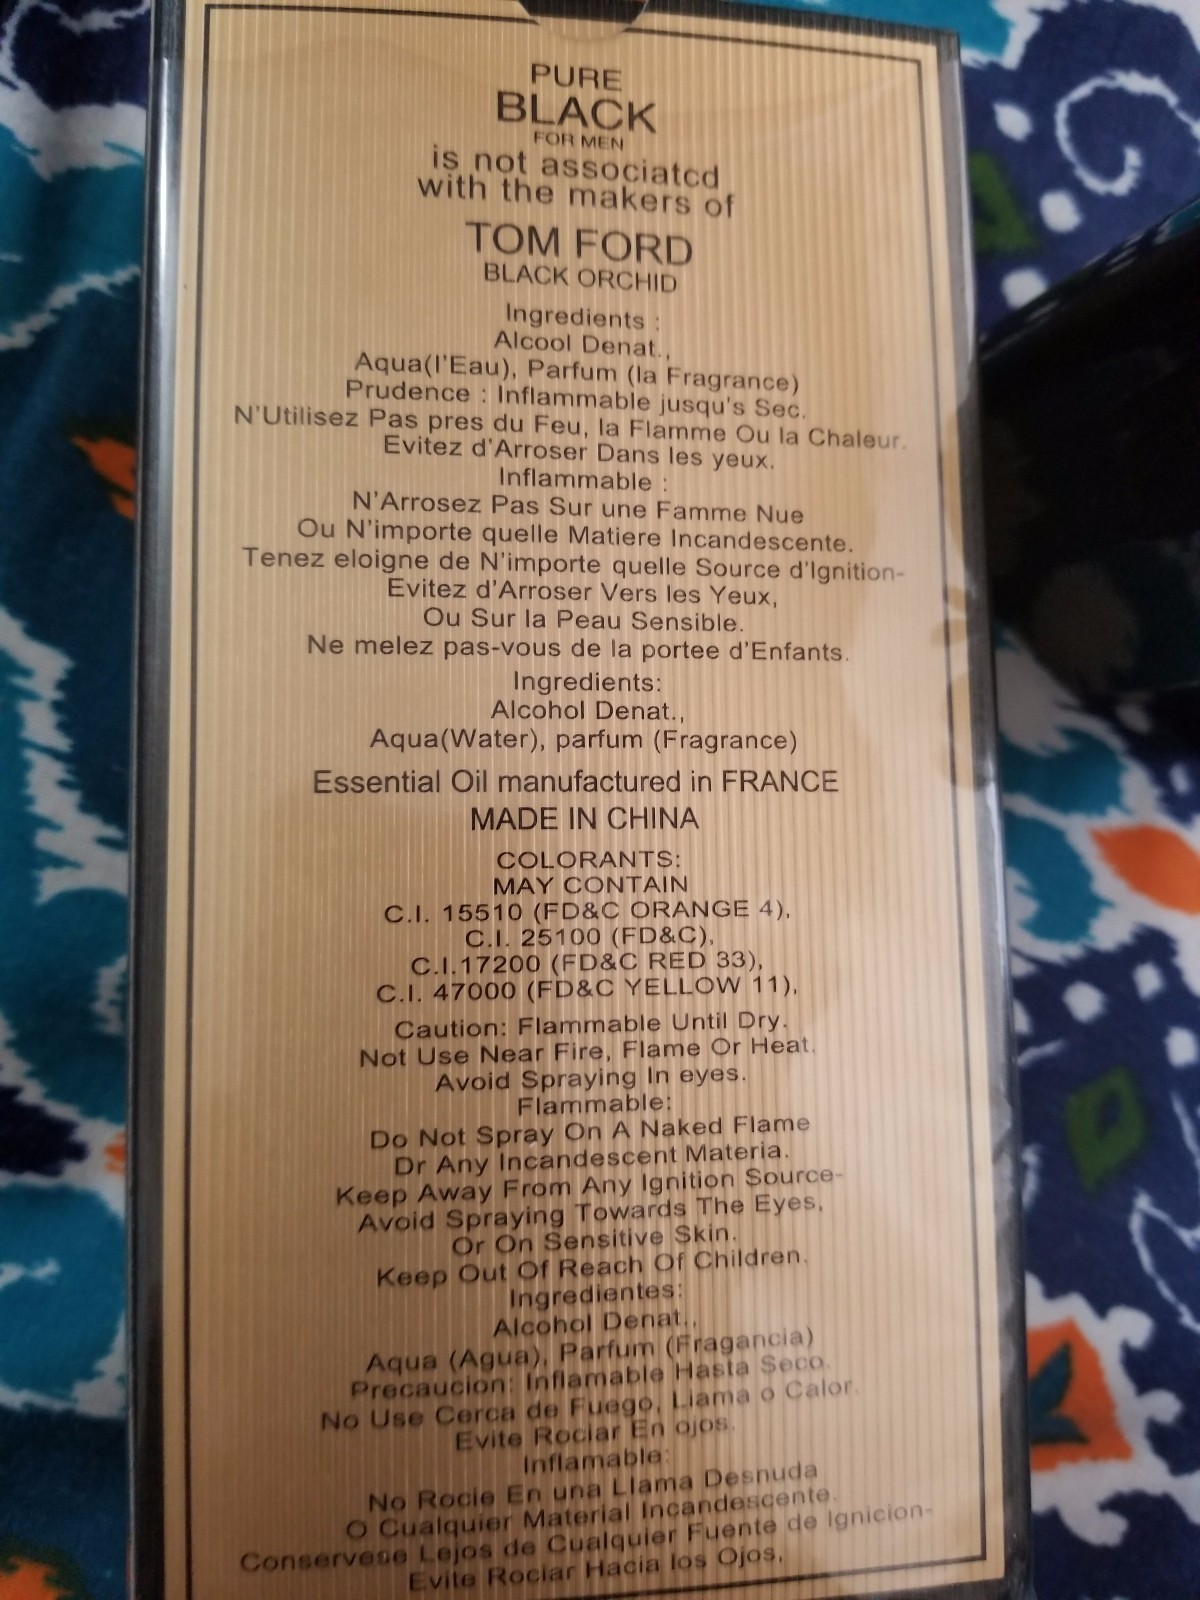 PURE
BLACK
FOR MEN
is not associatcd
with the makers of
TOM FORD
BLACK ORCHID
Ingredients :
Alcool Denat.,
Aqua(l'Eau), Parfum (la Fragrance)
Prudence : Inflammable jusqu's Sec.
N'Utilisez Pas pres du Feu, la Flamme Ou la Chaleur.
Evitez d'Arroser Dans les yeux.
Inflammable :
N'Arrosez Pas Sur une Famme Nue
Ou N'importe quelle Matiere Incandescente.
Tenez eloigne de N'importe quelle Source d'Ignition-
Evitez d'Arroser Vers les Yeux,
Ou Sur la Peau Sensible.
Ne melez pas-vous de la portee d'Enfants.
Ingredients:
Alcohol Denat.,
Aqua(Water), parfum (Fragrance)
Essential Oil manufactured in FRANCE
MADE IN CHINA
COLORANTS:
MAY CONTAIN
C.I. 15510 (FD&C ORANGE 4),
C.I. 25100 (FD&C),
C.I.17200 (FD&C RED 33),
C.I. 47000 (FD&C YELLOW 11),
Caution: Flammable Until Dry.
Not Use Near Fire, Flame Or Heat.
Avoid Spraying In eyes.
Flammable:
Do Not Spray On A Naked Flame
Dr Any Incandescent Materia.
Keep Away From Any Ignition Source-
Avoid Spraying Towards The Eyes,
Or On Sensitive Skin.
Keep Out Of Reach Of Children.
Ingredientes:
Alcohol Denat.,
Aqua (Agua), Parfum (Fragancia)
Precaucion: Inflamable Hasta Seco.
No Use Cerca de Fuego, Llama o Calor.
Evite Rociar En ojos.
Inflamable:
No Rocie En una Llama Desnuda
O Cualquier Material Incandescente.
Conservese Lejos de Cualquier Fuente de Ignicion-
Evite Rociar Hacia los Ojos,